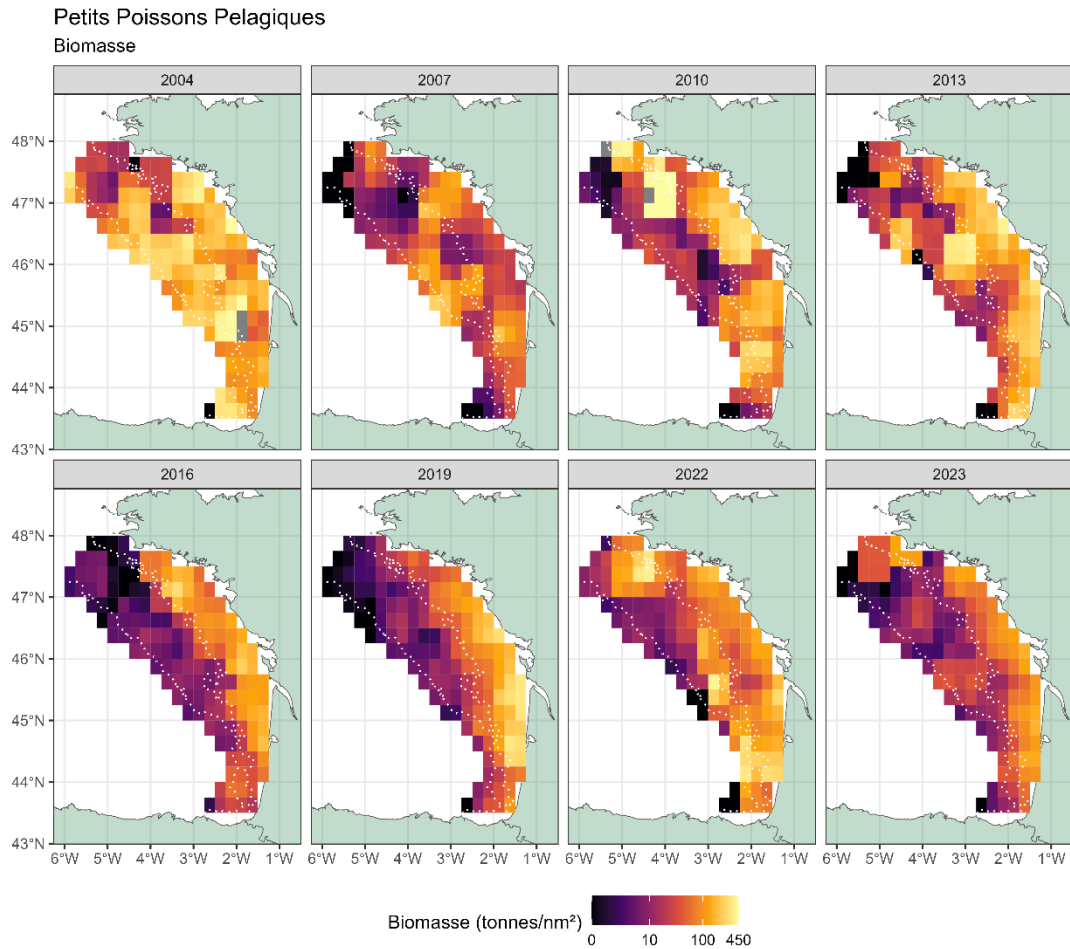 Petits Poissons Pelagiques
Biomasse
2004 2007 2010 2013
48°N
47°N
46°N
45°N
44°N
43°N
2016 2019 2022 2023
48°N
47°N
46°N
45°N
44°N
43°N
6°W 5°W 4°W 3°W 2°W 1°W 6°W 5°W 4°W 3°W 2°W 1°W 6°W 5°W 4°W 3°W 2°W 1°W 6°W 5°W 4°W 3°W 2°W 1°W
Biomasse (tonnes/nm²)
0 10 100 450